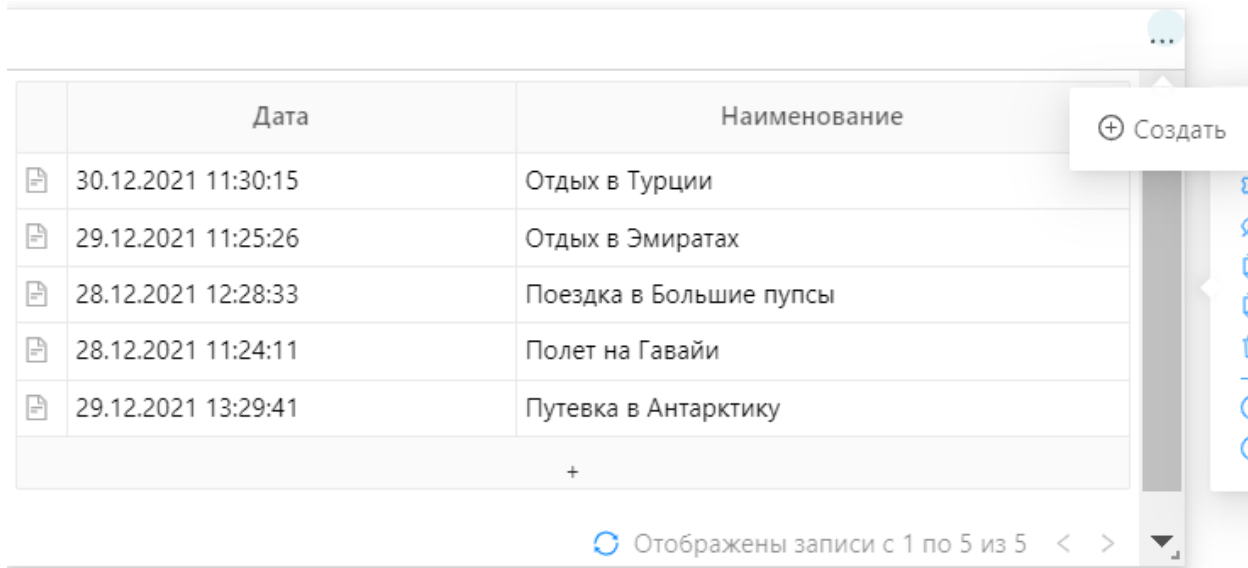 ...
Дата Наименование
Создать
30.12.2021 11:30:15 Отдых в Турции
29.12.2021 11:25:26 Отдых в Эмиратах
28.12.2021 12:28:33 Поездка в Большие пупсы
28.12.2021 11:24:11 Полет на Гавайи
29.12.2021 13:29:41 Путевка в Антарктику
+
Отображены записи с 1 по 5 из 5 < >